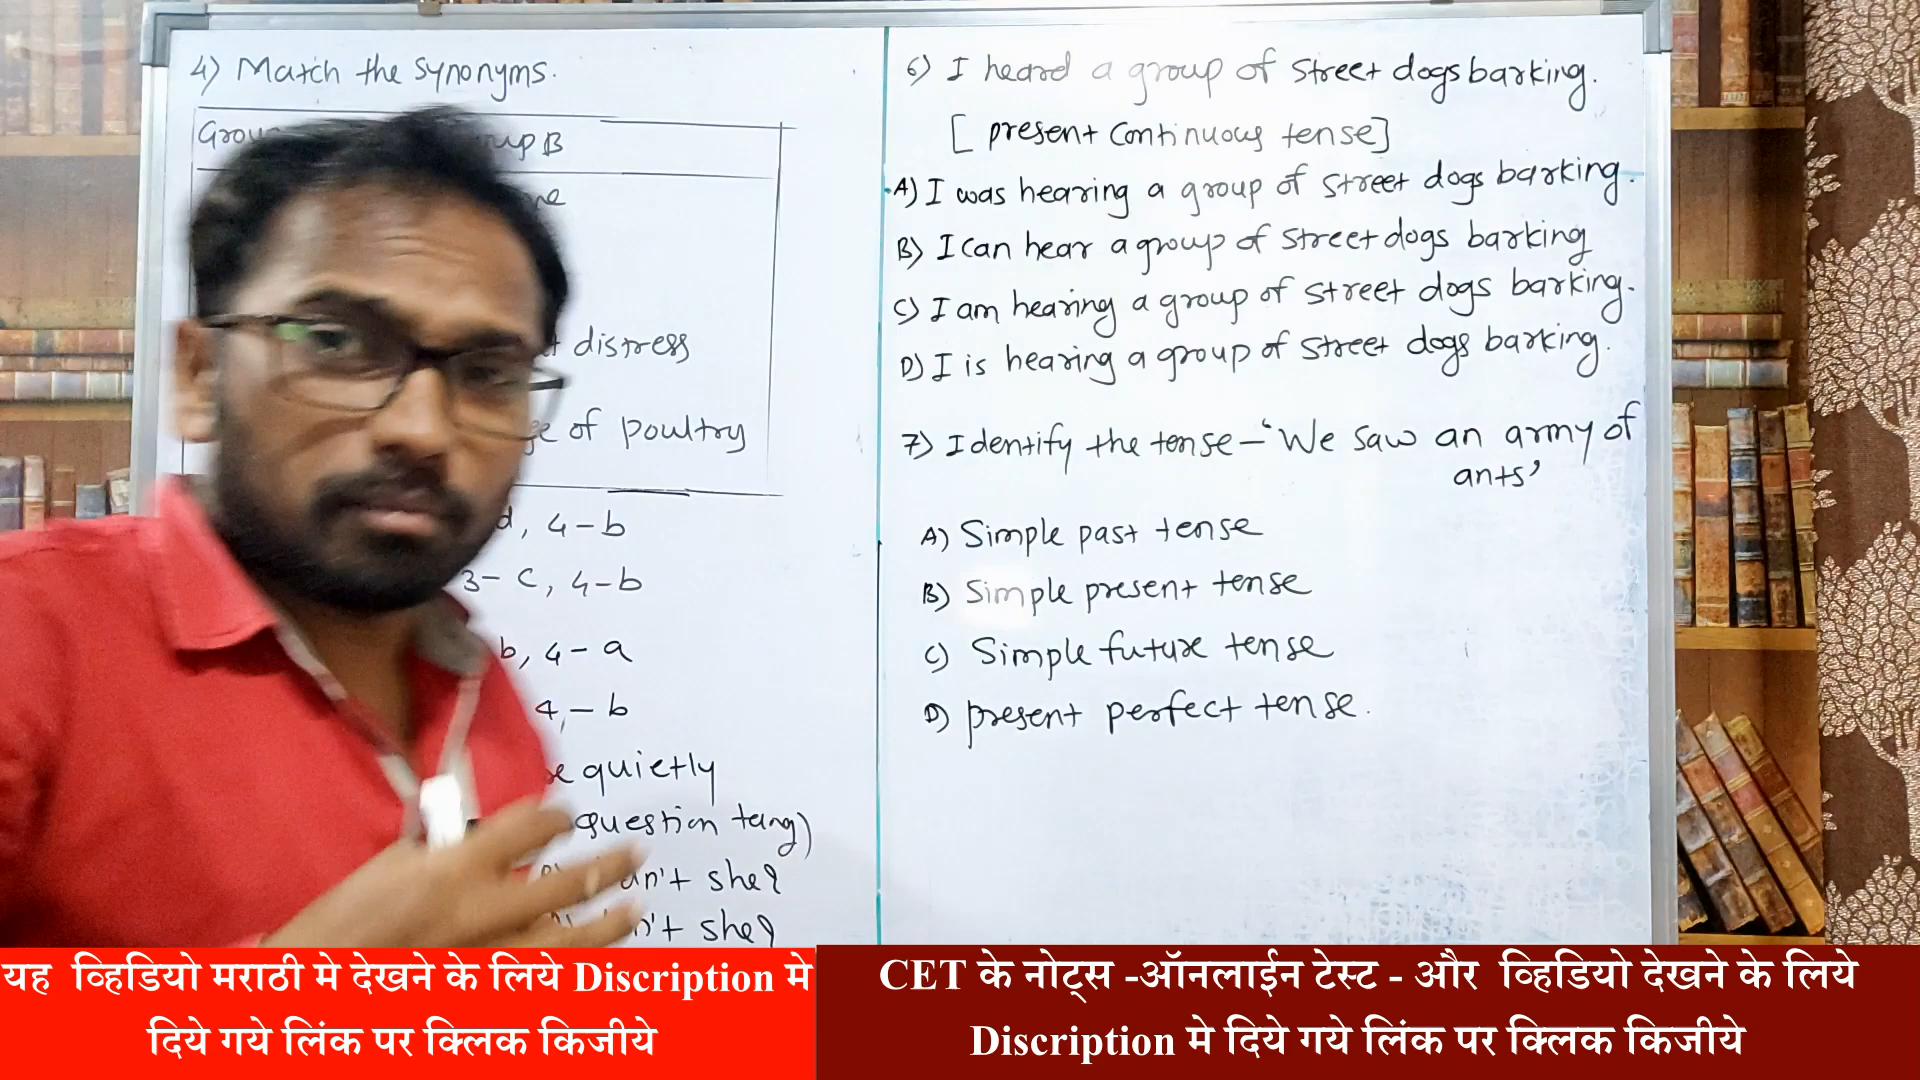 4) Match the synonyms.
B
distress
of poultry
d, 4-b
3-c, 4-b
b, 4-a
4,-b
quietly
question tang)
she?
she?
6) I heard a group of street dogs barking.
[present continuous tense]
A) I was hearing a group of street dogs barking.
B) I can hear a group of street dogs barking
C) I am hearing a group of street dogs barking.
D) I is hearing a group of street dogs barking.
7) Identify the tense – 'We saw an army of
ants'
A) Simple past tense
B) Simple present tense
C) Simple future tense
D) present perfect tense.
यह व्हिडियो मराठी मे देखने के लिये Discription मे
दिये गये लिंक पर क्लिक किजीये
CET के नोट्स -ऑनलाईन टेस्ट - और व्हिडियो देखने के लिये
Discription मे दिये गये लिंक पर क्लिक किजीये